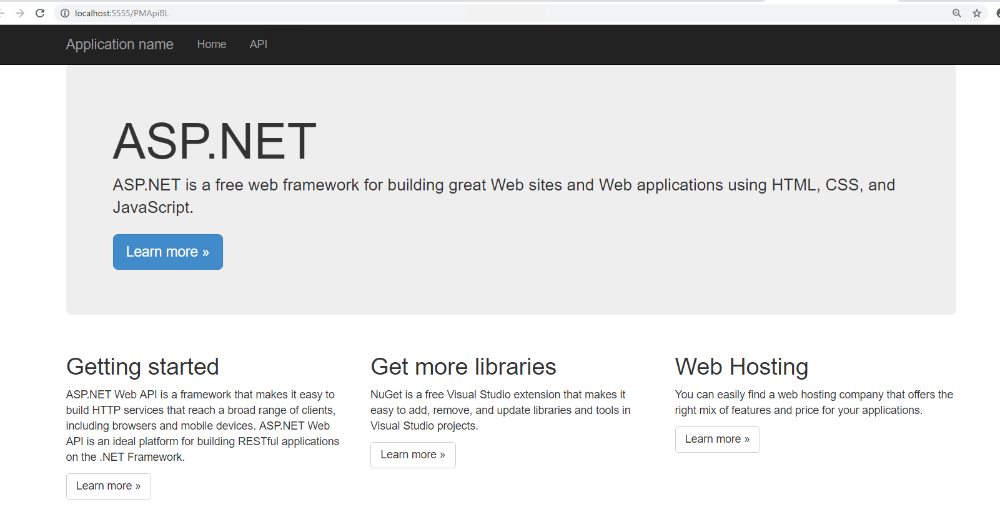 localhost:5555/PMApiBL
Application name Home API
ASP.NET
ASP.NET is a free web framework for building great Web sites and Web applications using HTML, CSS, and
JavaScript.
Learn more »
Getting started
ASP.NET Web API is a framework that makes it easy to
build HTTP services that reach a broad range of clients,
including browsers and mobile devices. ASP.NET Web
API is an ideal platform for building RESTful applications
on the .NET Framework.
Learn more »
Get more libraries
NuGet is a free Visual Studio extension that makes it
easy to add, remove, and update libraries and tools in
Visual Studio projects.
Learn more »
Web Hosting
You can easily find a web hosting company that offers the
right mix of features and price for your applications.
Learn more »